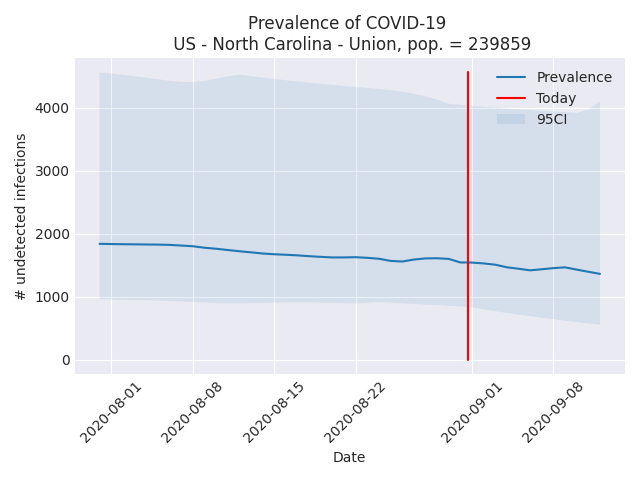 Prevalence of COVID-19
US - North Carolina - Union, pop. = 239859
Prevalence
Today
95CI
4000
3000
2000
1000
0
# undetected infections
2020-08-01
2020-08-08
2020-08-15
2020-08-22
2020-09-01
2020-09-08
Date